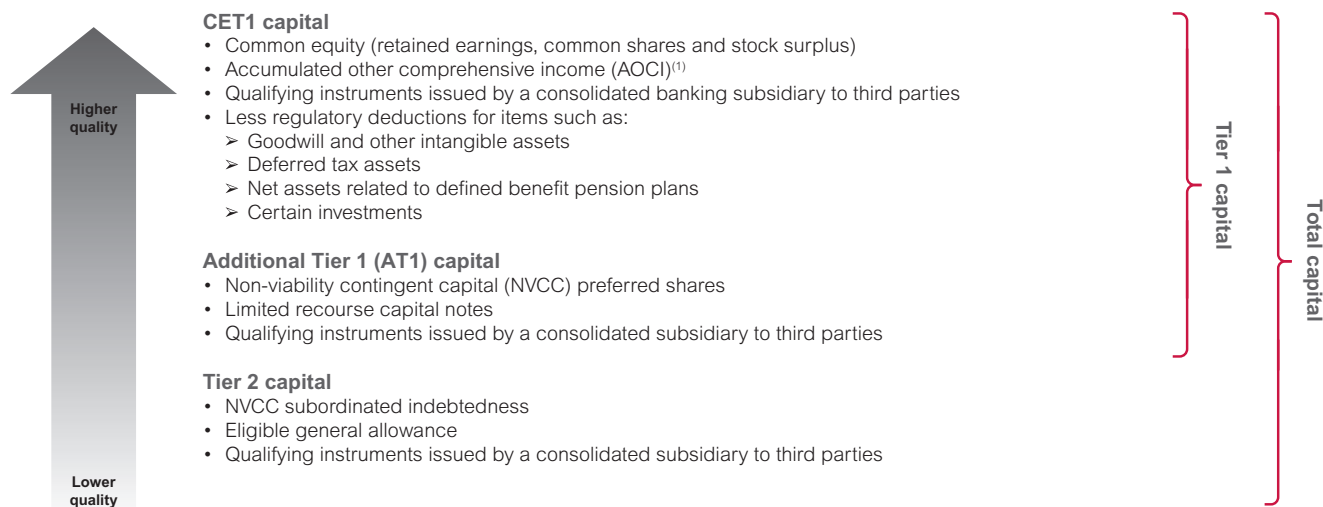 CET1 capital
• Common equity (retained earnings, common shares and stock surplus)
• Accumulated other comprehensive income (AOCI)(1)
• Qualifying instruments issued by a consolidated banking subsidiary to third parties
• Less regulatory deductions for items such as:
➢ Goodwill and other intangible assets
➢ Deferred tax assets
➢ Net assets related to defined benefit pension plans
➢ Certain investments
Additional Tier 1 (AT1) capital
• Non-viability contingent capital (NVCC) preferred shares
• Limited recourse capital notes
• Qualifying instruments issued by a consolidated subsidiary to third parties
Tier 2 capital
• NVCC subordinated indebtedness
• Eligible general allowance
• Qualifying instruments issued by a consolidated subsidiary to third parties
Higher
quality
Lower
quality
Tier 1 capital
Total capital